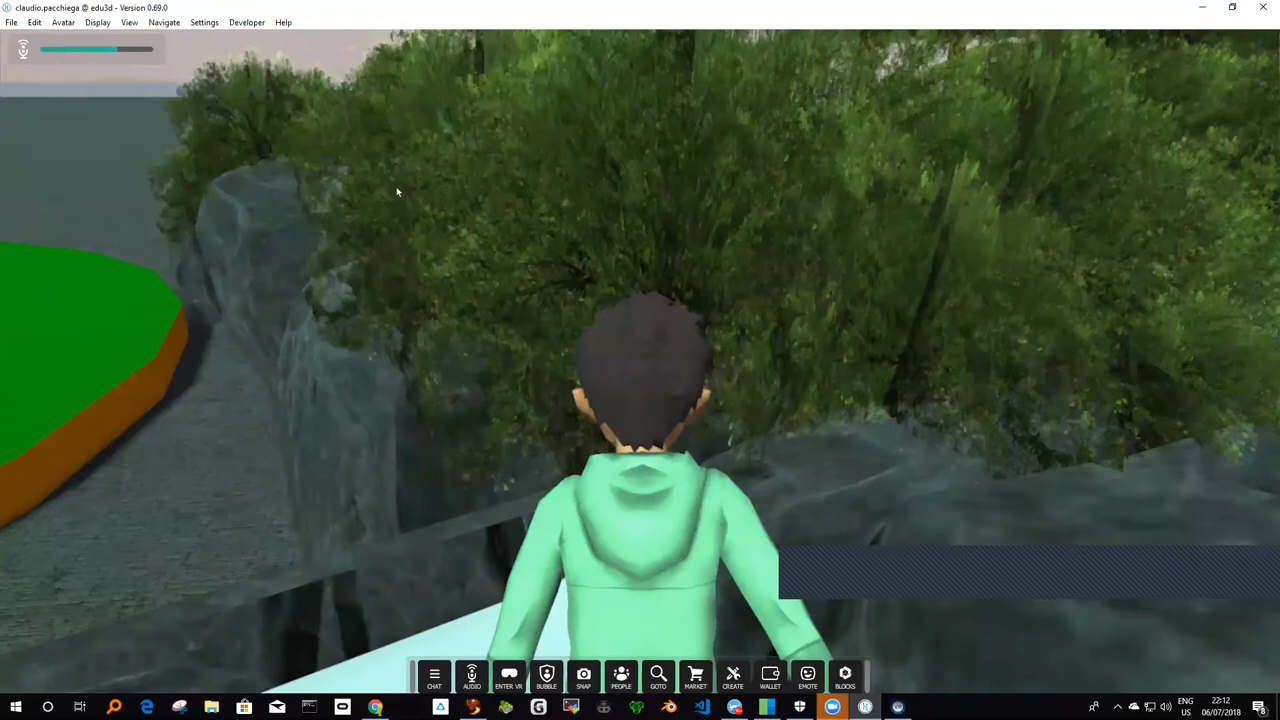 claudio.pacchiega @ edu3d - Version 0.69.0
File Edit Avatar Display View Navigate Settings Developer Help
CHAT AUDIO ENTER VR BUBBLE SNAP PEOPLE GOTO MARKET CREATE WALLET EMOTE BLOCKS
ENG 22:12
US 06/07/2018